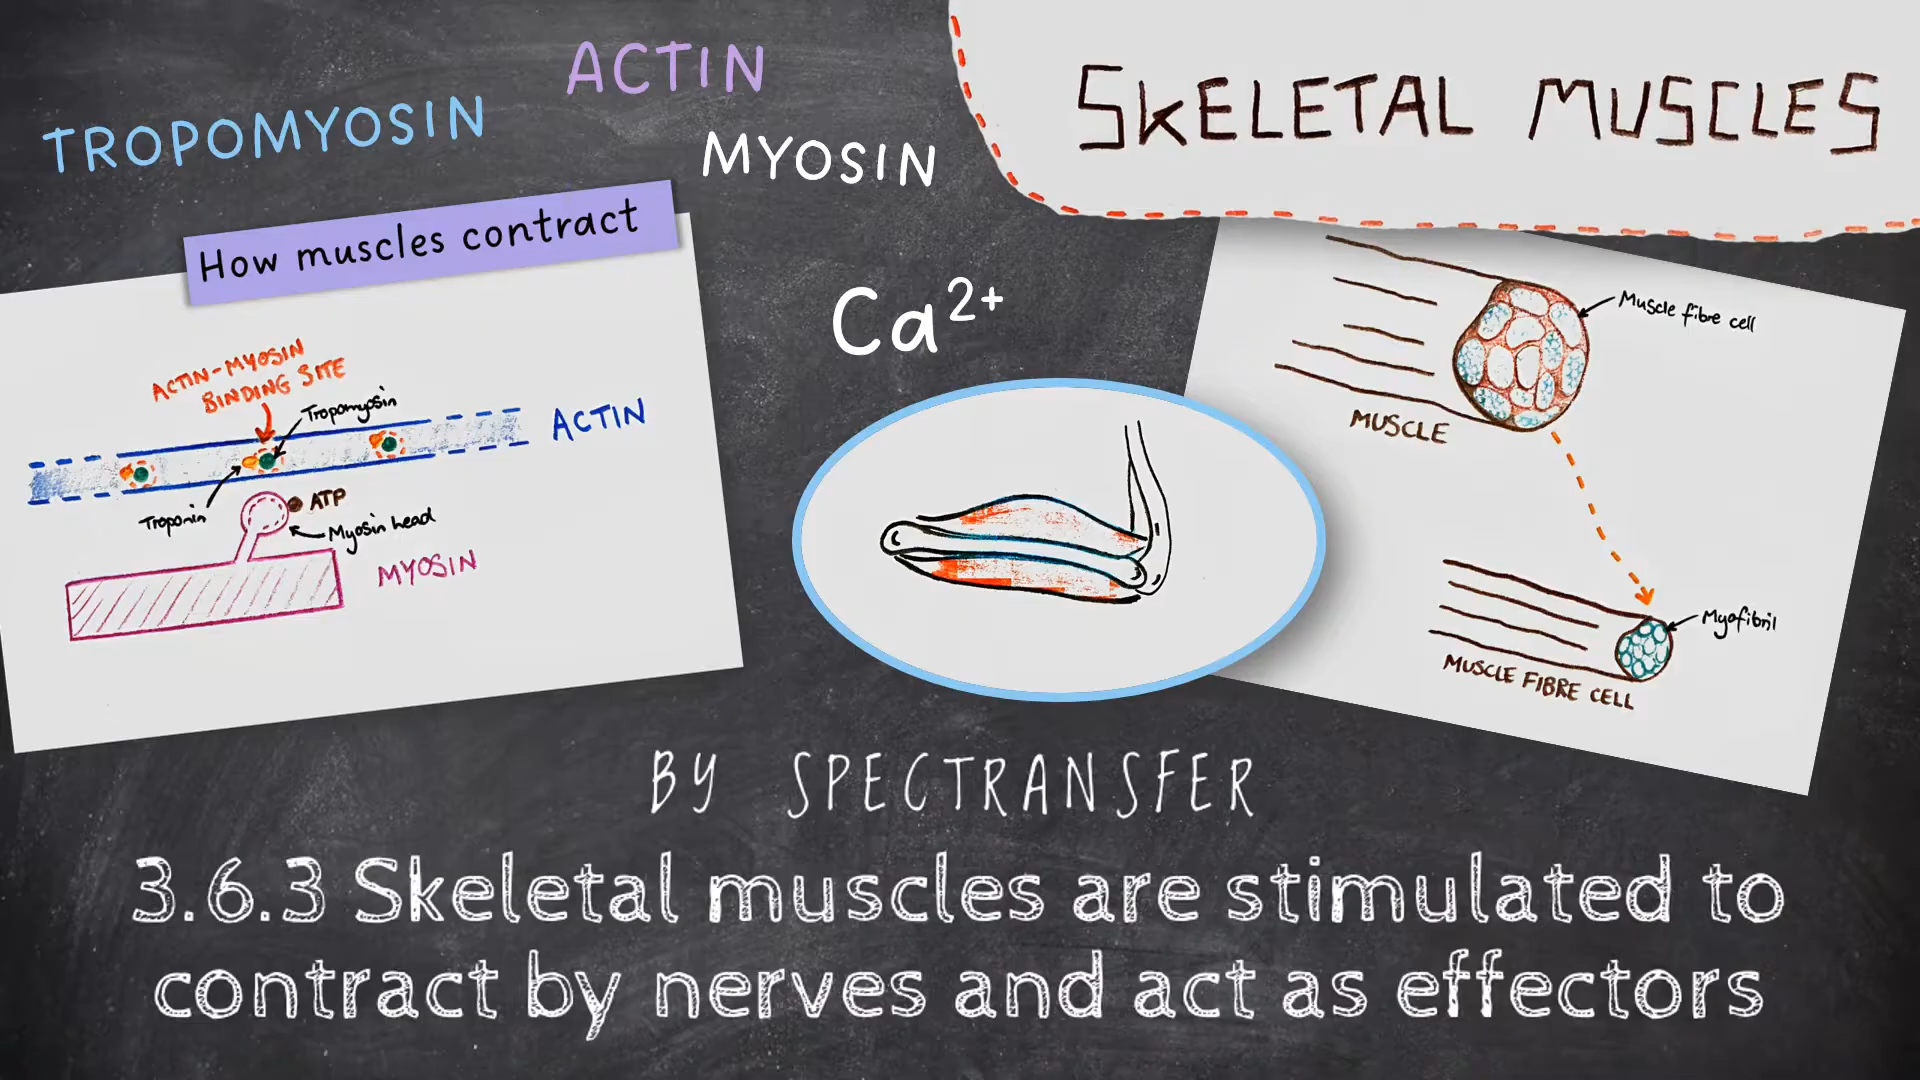 ACTIN
TROPOMYOSIN
MYOSIN
SKELETAL MUSCLES
How muscles contract
Ca²⁺
ACTIN-MYOSIN
BINDING SITE
Tropomyosin
ACTIN
Troponin
ATP
Myosin head
MYOSIN
Muscle fibre cell
MUSCLE
Myofibril
MUSCLE FIBRE CELL
BY SPECTRANSFER
3.6.3 Skeletal muscles are stimulated to
contract by nerves and act as effectors